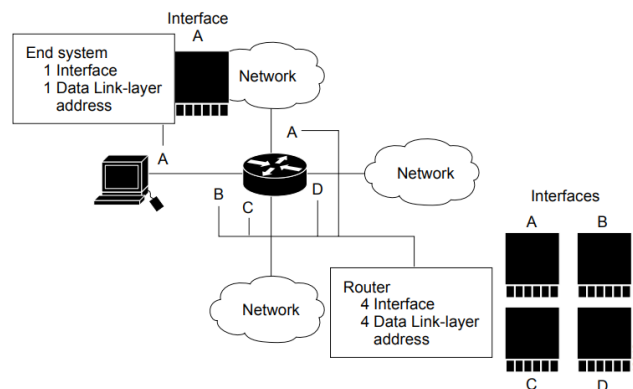 Interface
A
End system
1 Interface
1 Data Link-layer
address
Network
A
A
Network
B
C
D
Interfaces
A
B
Network
Router
4 Interface
4 Data Link-layer
address
C
D